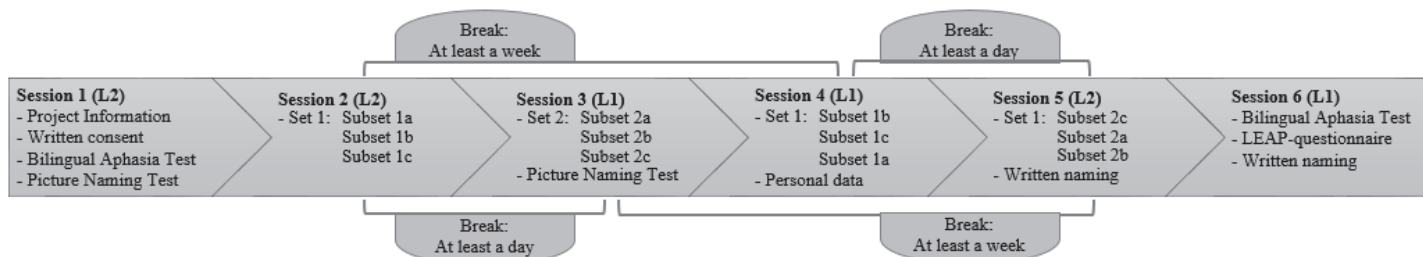 Break:
At least a week
Break:
At least a day
Session 1 (L2)
- Project Information
- Written consent
- Bilingual Aphasia Test
- Picture Naming Test
Session 2 (L2)
- Set 1: Subset 1a
Subset 1b
Subset 1c
Session 3 (L1)
- Set 2: Subset 2a
Subset 2b
Subset 2c
- Picture Naming Test
Session 4 (L1)
- Set 1: Subset 1b
Subset 1c
Subset 1a
- Personal data
Session 5 (L2)
- Set 1: Subset 2c
Subset 2a
Subset 2b
- Written naming
Session 6 (L1)
- Bilingual Aphasia Test
- LEAP-questionnaire
- Written naming
Break:
At least a day
Break:
At least a week